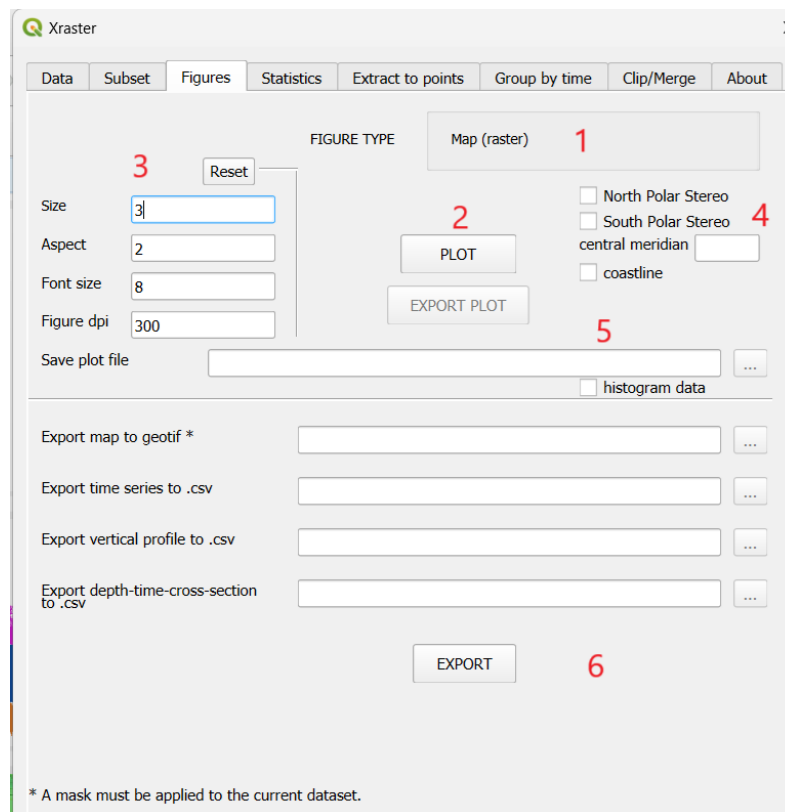 Xraster
Data Subset Figures Statistics Extract to points Group by time Clip/Merge About
FIGURE TYPE Map (raster) 1
3
Reset
Size 3
Aspect 2
Font size 8
Figure dpi 300
2
PLOT
EXPORT PLOT
North Polar Stereo
South Polar Stereo
4
central meridian
coastline
5
Save plot file ...
histogram data
Export map to geotif * ...
Export time series to .csv ...
Export vertical profile to .csv ...
Export depth-time-cross-section
to .csv ...
EXPORT 6
* A mask must be applied to the current dataset.